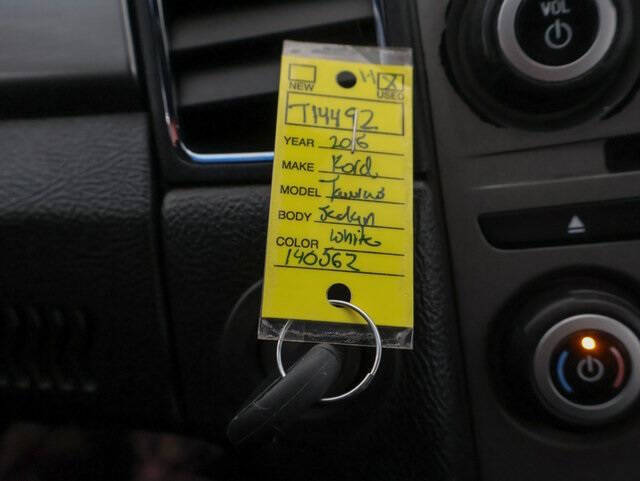 VOL
NEW USED
T14492
YEAR 2016
MAKE Ford
MODEL Taurus
BODY Sedan
COLOR White
140562